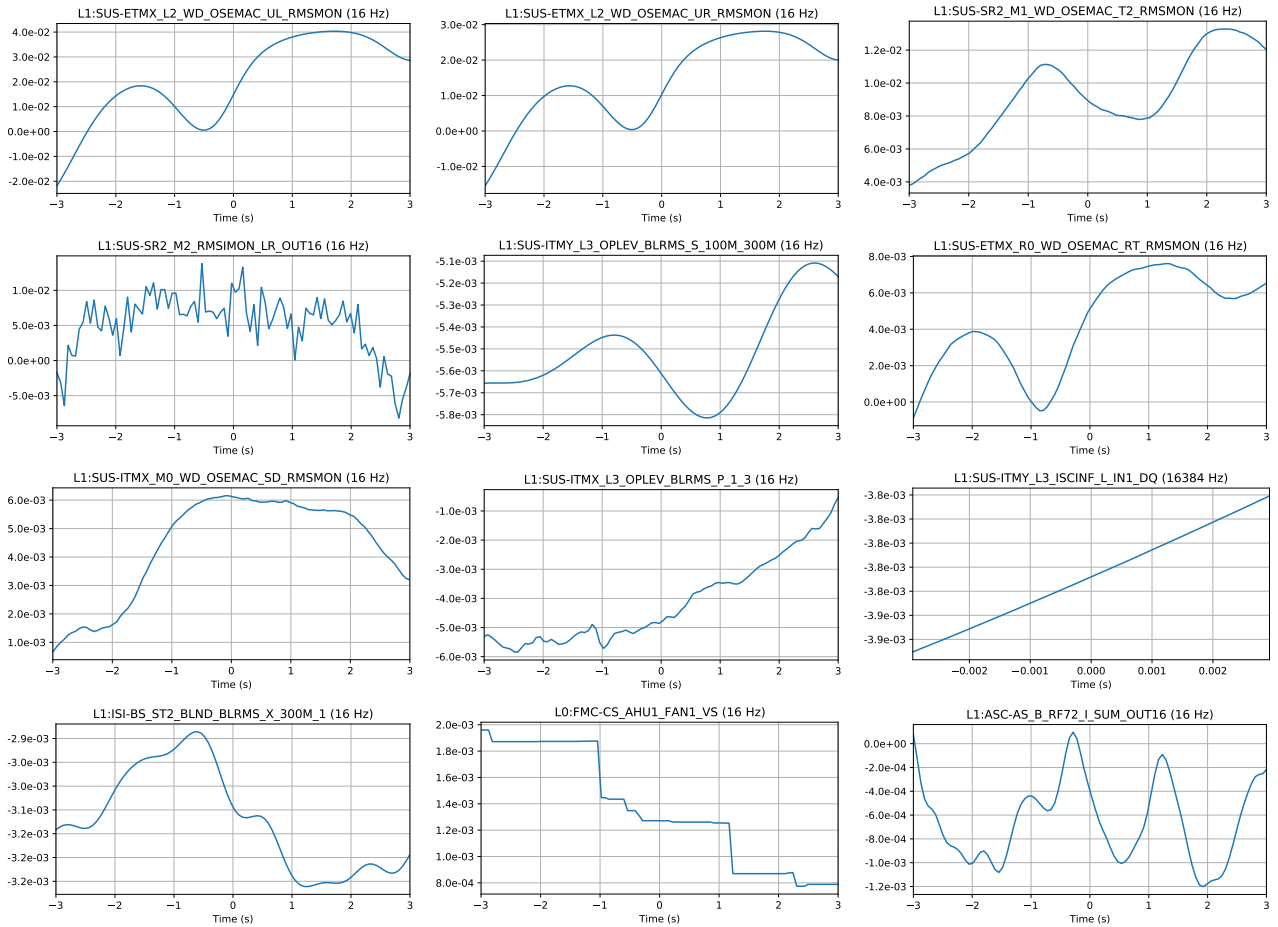 L1:SUS-ETMX_L2_WD_OSEMAC_UL_RMSMON (16 Hz)
4.0e-02
3.0e-02
2.0e-02
1.0e-02
0.0e+00
-1.0e-02
-2.0e-02
−3 −2 −1 0 1 2 3
Time (s)
L1:SUS-ETMX_L2_WD_OSEMAC_UR_RMSMON (16 Hz)
3.0e-02
2.0e-02
1.0e-02
0.0e+00
-1.0e-02
−3 −2 −1 0 1 2 3
Time (s)
L1:SUS-SR2_M1_WD_OSEMAC_T2_RMSMON (16 Hz)
1.2e-02
1.0e-02
8.0e-03
6.0e-03
4.0e-03
−3 −2 −1 0 1 2 3
Time (s)
L1:SUS-SR2_M2_RMSIMON_LR_OUT16 (16 Hz)
1.0e-02
5.0e-03
0.0e+00
-5.0e-03
−3 −2 −1 0 1 2 3
Time (s)
L1:SUS-ITMY_L3_OPLEV_BLRMS_S_100M_300M (16 Hz)
-5.1e-03
-5.2e-03
-5.3e-03
-5.4e-03
-5.5e-03
-5.6e-03
-5.7e-03
-5.8e-03
−3 −2 −1 0 1 2 3
Time (s)
L1:SUS-ETMX_R0_WD_OSEMAC_RT_RMSMON (16 Hz)
8.0e-03
6.0e-03
4.0e-03
2.0e-03
0.0e+00
−3 −2 −1 0 1 2 3
Time (s)
L1:SUS-ITMX_M0_WD_OSEMAC_SD_RMSMON (16 Hz)
6.0e-03
5.0e-03
4.0e-03
3.0e-03
2.0e-03
1.0e-03
−3 −2 −1 0 1 2 3
Time (s)
L1:SUS-ITMX_L3_OPLEV_BLRMS_P_1_3 (16 Hz)
-1.0e-03
-2.0e-03
-3.0e-03
-4.0e-03
-5.0e-03
-6.0e-03
−3 −2 −1 0 1 2 3
Time (s)
L1:SUS-ITMY_L3_ISCINF_L_IN1_DQ (16384 Hz)
-3.8e-03
-3.8e-03
-3.8e-03
-3.8e-03
-3.8e-03
-3.9e-03
-3.9e-03
−0.002 −0.001 0.000 0.001 0.002
Time (s)
L1:ISI-BS_ST2_BLND_BLRMS_X_300M_1 (16 Hz)
-2.9e-03
-3.0e-03
-3.0e-03
-3.1e-03
-3.2e-03
-3.2e-03
-3.2e-03
−3 −2 −1 0 1 2 3
Time (s)
L0:FMC-CS_AHU1_FAN1_VS (16 Hz)
2.0e-03
1.8e-03
1.6e-03
1.4e-03
1.2e-03
1.0e-03
8.0e-04
−3 −2 −1 0 1 2 3
Time (s)
L1:ASC-AS_B_RF72_I_SUM_OUT16 (16 Hz)
0.0e+00
-2.0e-04
-4.0e-04
-6.0e-04
-8.0e-04
-1.0e-03
-1.2e-03
−3 −2 −1 0 1 2 3
Time (s)